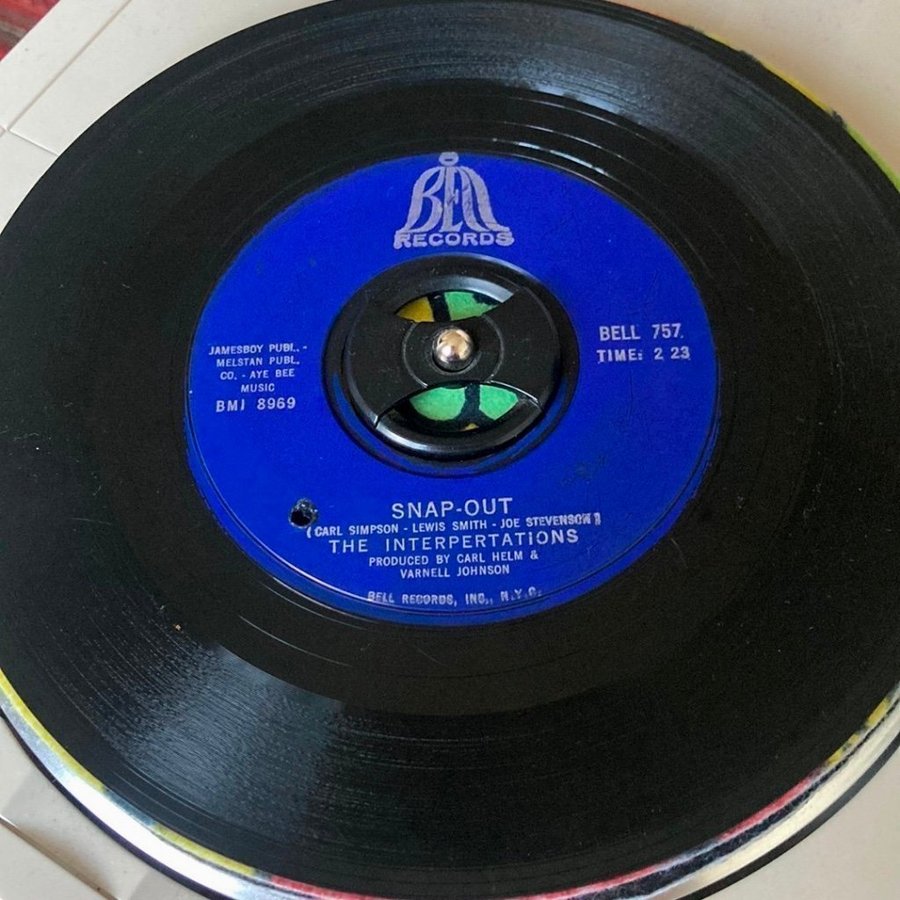 BELL
RECORDS
JAMESBOY PUBL. -
MELSTAN PUBL.
CO. - AYE BEE
MUSIC
BMI 8969
BELL 757
TIME: 2 23
SNAP-OUT
(CARL SIMPSON - LEWIS SMITH - JOE STEVENSON)
THE INTERPERTATIONS
PRODUCED BY CARL HELM &
VARNELL JOHNSON
BELL RECORDS, INC., N.Y.C.